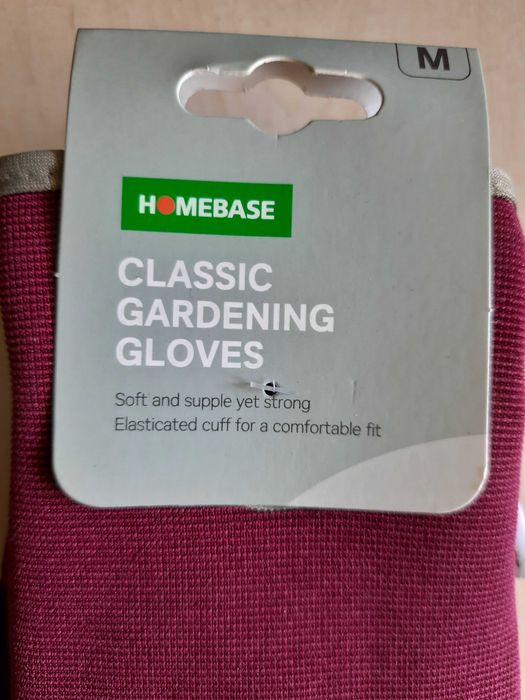 M
HOMEBASE
CLASSIC
GARDENING
GLOVES
Soft and supple yet strong
Elasticated cuff for a comfortable fit